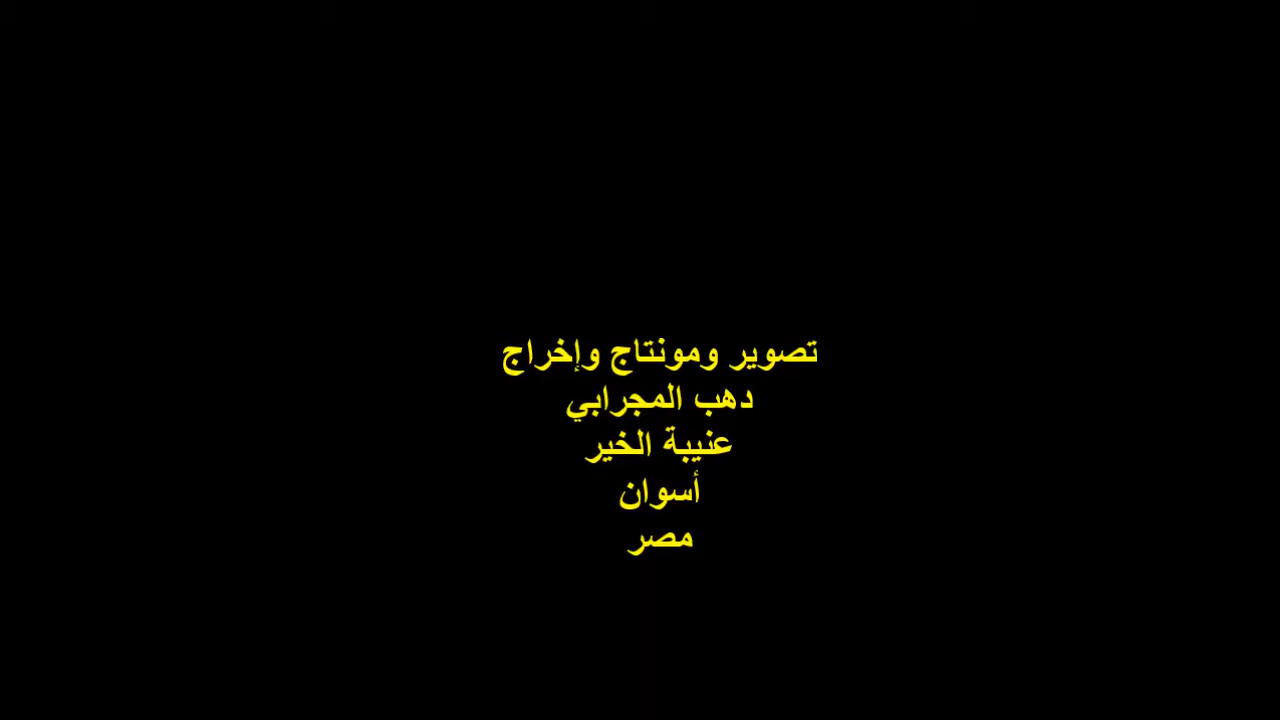 تصوير ومونتاج وإخراج
دهب المجرابي
عنيبة الخير
أسوان
مصر